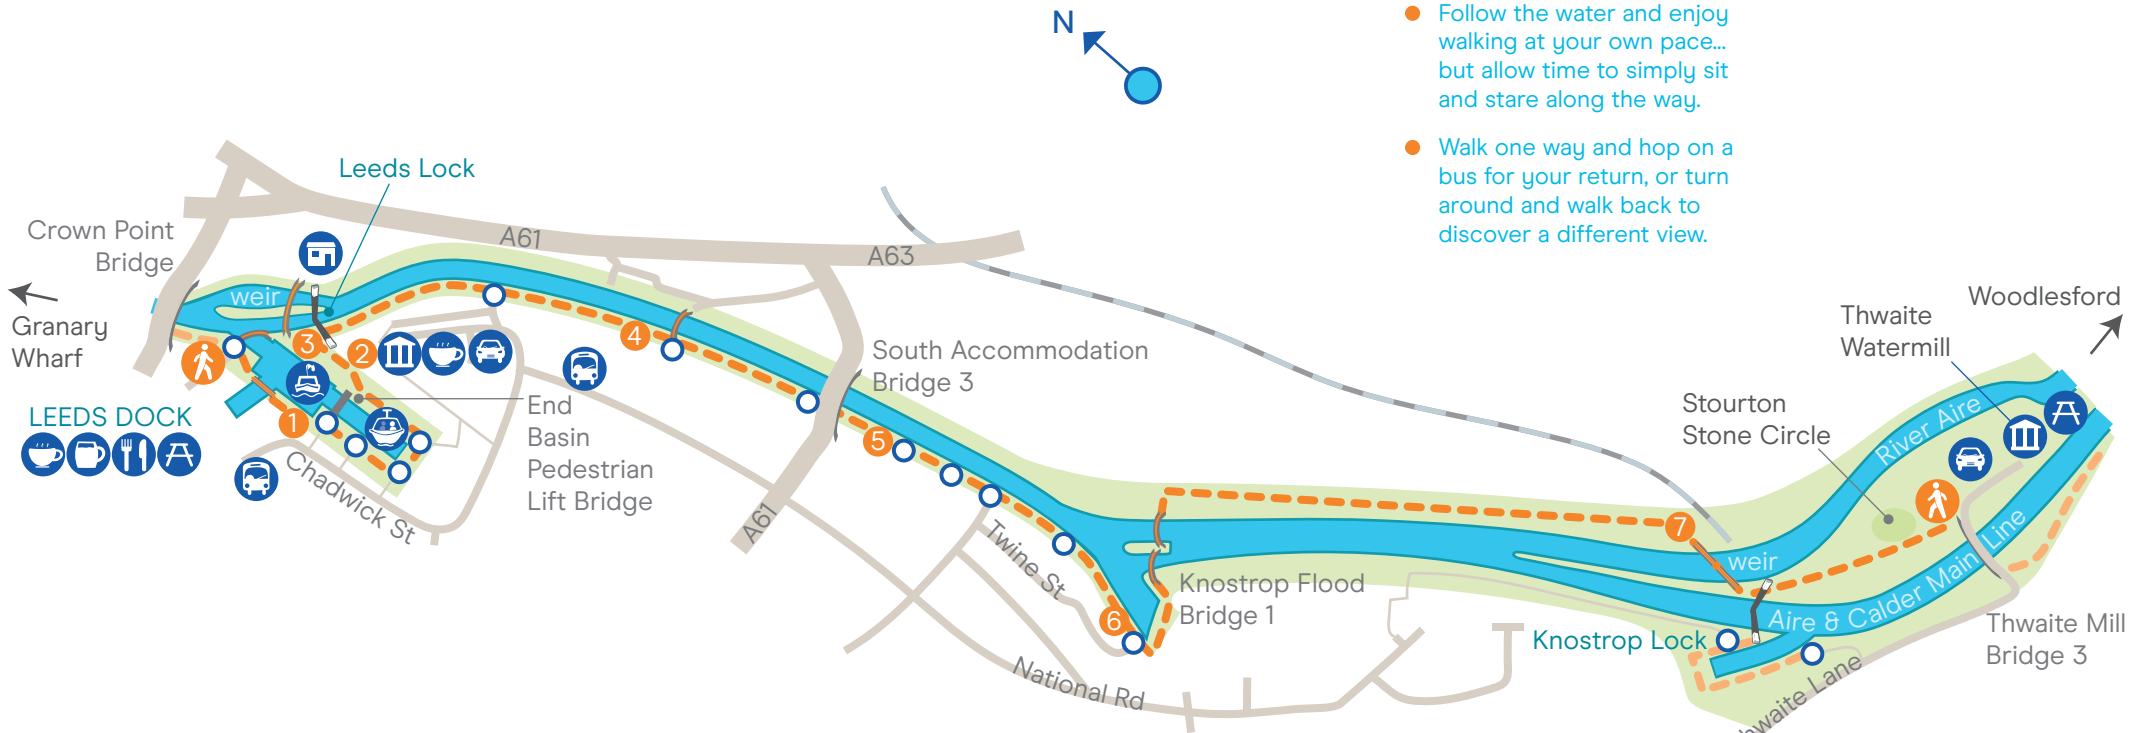 N
Follow the water and enjoy
walking at your own pace...
but allow time to simply sit
and stare along the way.
Walk one way and hop on a
bus for your return, or turn
around and walk back to
discover a different view.
Leeds Lock
Crown Point
Bridge
A61
A63
weir
Granary
Wharf
3
2
4
1
LEEDS DOCK
Chadwick St
End
Basin
Pedestrian
Lift Bridge
South Accommodation
Bridge 3
5
A61
Twine St
6
National Rd
Knostrop Flood
Bridge 1
7
weir
Woodlesford
Thwaite
Watermill
Stourton
Stone Circle
River Aire
Aire & Calder Main Line
Knostrop Lock
Thwaite Mill
Bridge 3
hwaite Lane